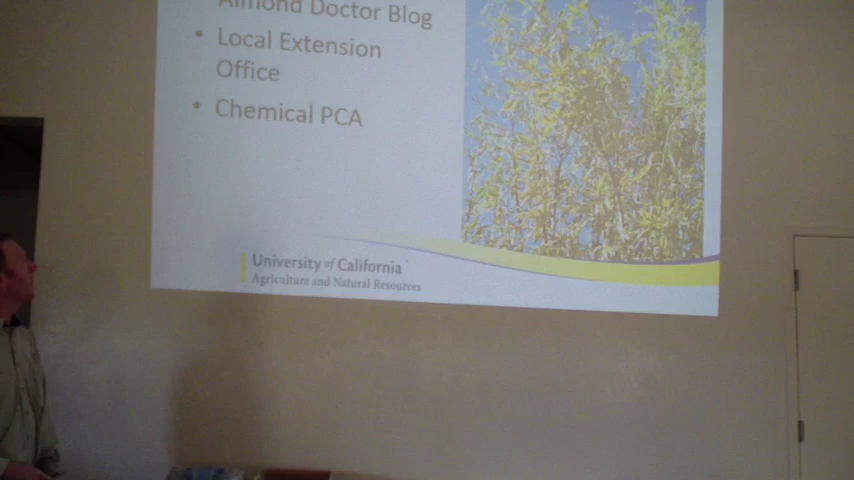 Almond Doctor Blog
• Local Extension
Office
• Chemical PCA
University of California
Agriculture and Natural Resources